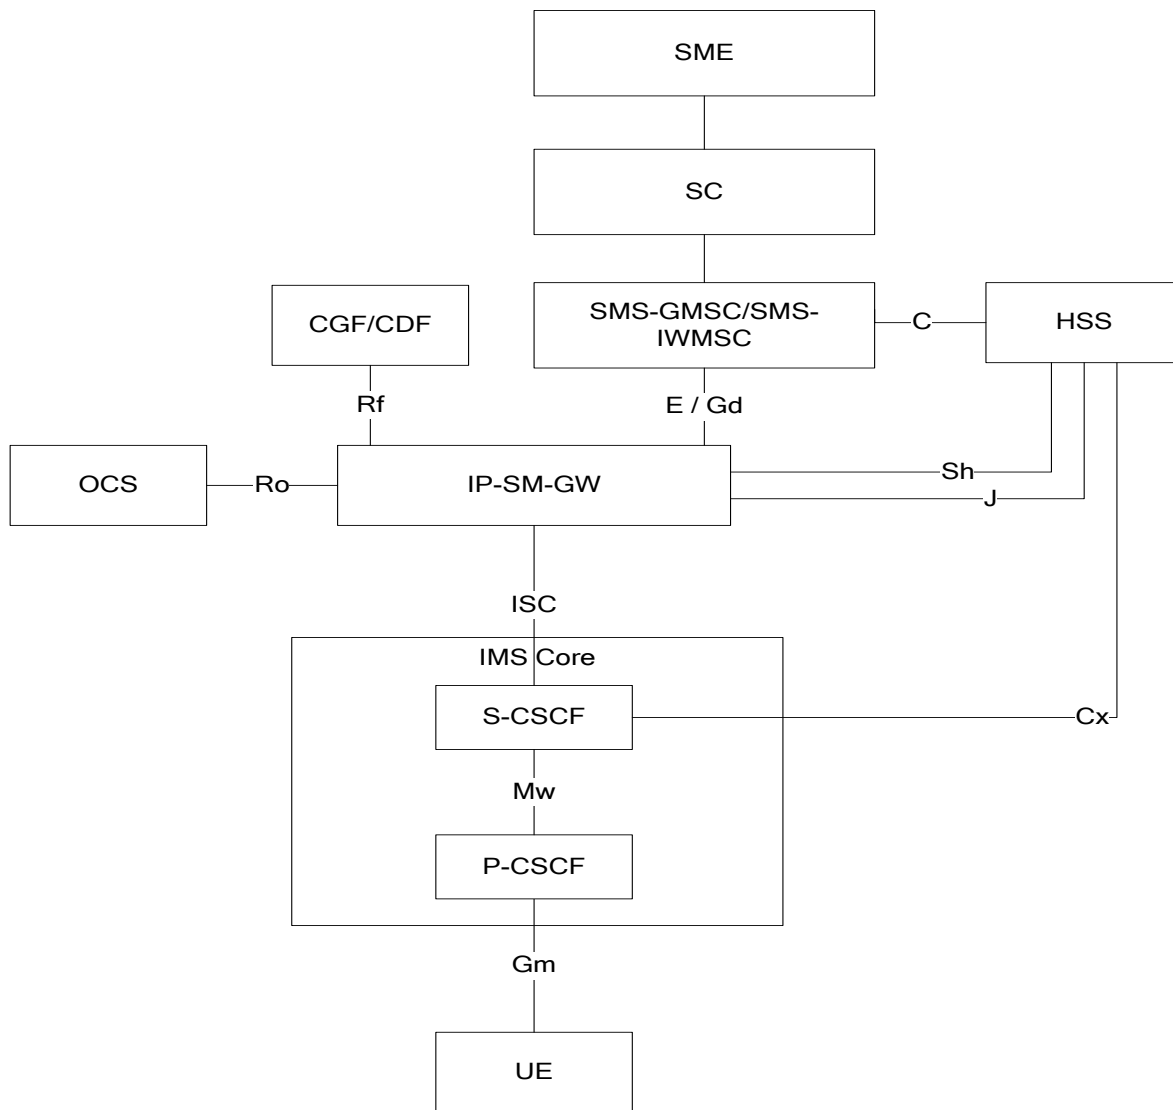 SME
SC
SMS-GMSC/SMS-
IWMSC
C
HSS
CGF/CDF
Rf
E / Gd
OCS
Ro
IP-SM-GW
Sh
J
ISC
IMS Core
S-CSCF
Cx
Mw
P-CSCF
Gm
UE